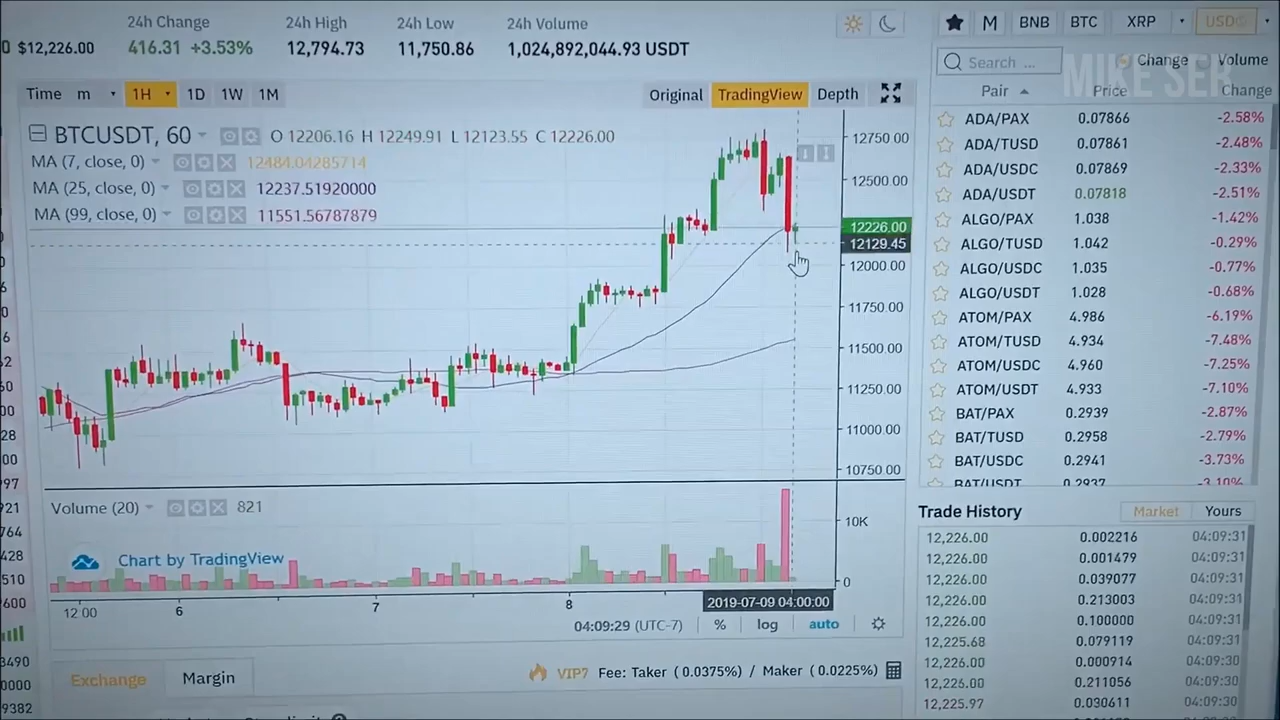 24h Change 24h High 24h Low 24h Volume
$12,226.00 416.31 +3.53% 12,794.73 11,750.86 1,024,892,044.93 USDT
M BNB BTC XRP
Search ... Change Volume
MIKE SER
Time m 1H 1D 1W 1M Original TradingView Depth
Pair Price Change
BTCUSDT, 60 O 12206.16 H 12249.91 L 12123.55 C 12226.00
MA (7, close, 0) 12484.04285714
MA (25, close, 0) 12237.51920000
MA (99, close, 0) 11551.56787879
12750.00
12500.00
12226.00
12129.45
12000.00
11750.00
11500.00
11250.00
11000.00
10750.00
ADA/PAX 0.07866 -2.58%
ADA/TUSD 0.07861 -2.48%
ADA/USDC 0.07869 -2.33%
ADA/USDT 0.07818 -2.51%
ALGO/PAX 1.038 -1.42%
ALGO/TUSD 1.042 -0.29%
ALGO/USDC 1.035 -0.77%
ALGO/USDT 1.028 -0.68%
ATOM/PAX 4.986 -6.19%
ATOM/TUSD 4.934 -7.48%
ATOM/USDC 4.960 -7.25%
ATOM/USDT 4.933 -7.10%
BAT/PAX 0.2939 -2.87%
BAT/TUSD 0.2958 -2.79%
BAT/USDC 0.2941 -3.73%
BAT/USDT 0.2937 -3.10%
Volume (20) 821
10K
0
Chart by TradingView
12:00 6 7 8 2019-07-09 04:00:00
04:09:29 (UTC-7) % log auto
Trade History Market Yours
12,226.00 0.002216 04:09:31
12,226.00 0.001479 04:09:31
12,226.00 0.039077 04:09:31
12,226.00 0.213003 04:09:31
12,226.00 0.100000 04:09:31
12,225.68 0.079119 04:09:31
12,226.00 0.000914 04:09:30
12,226.00 0.211056 04:09:30
12,225.97 0.030611 04:09:30
Exchange Margin VIP7 Fee: Taker ( 0.0375%) / Maker ( 0.0225%)